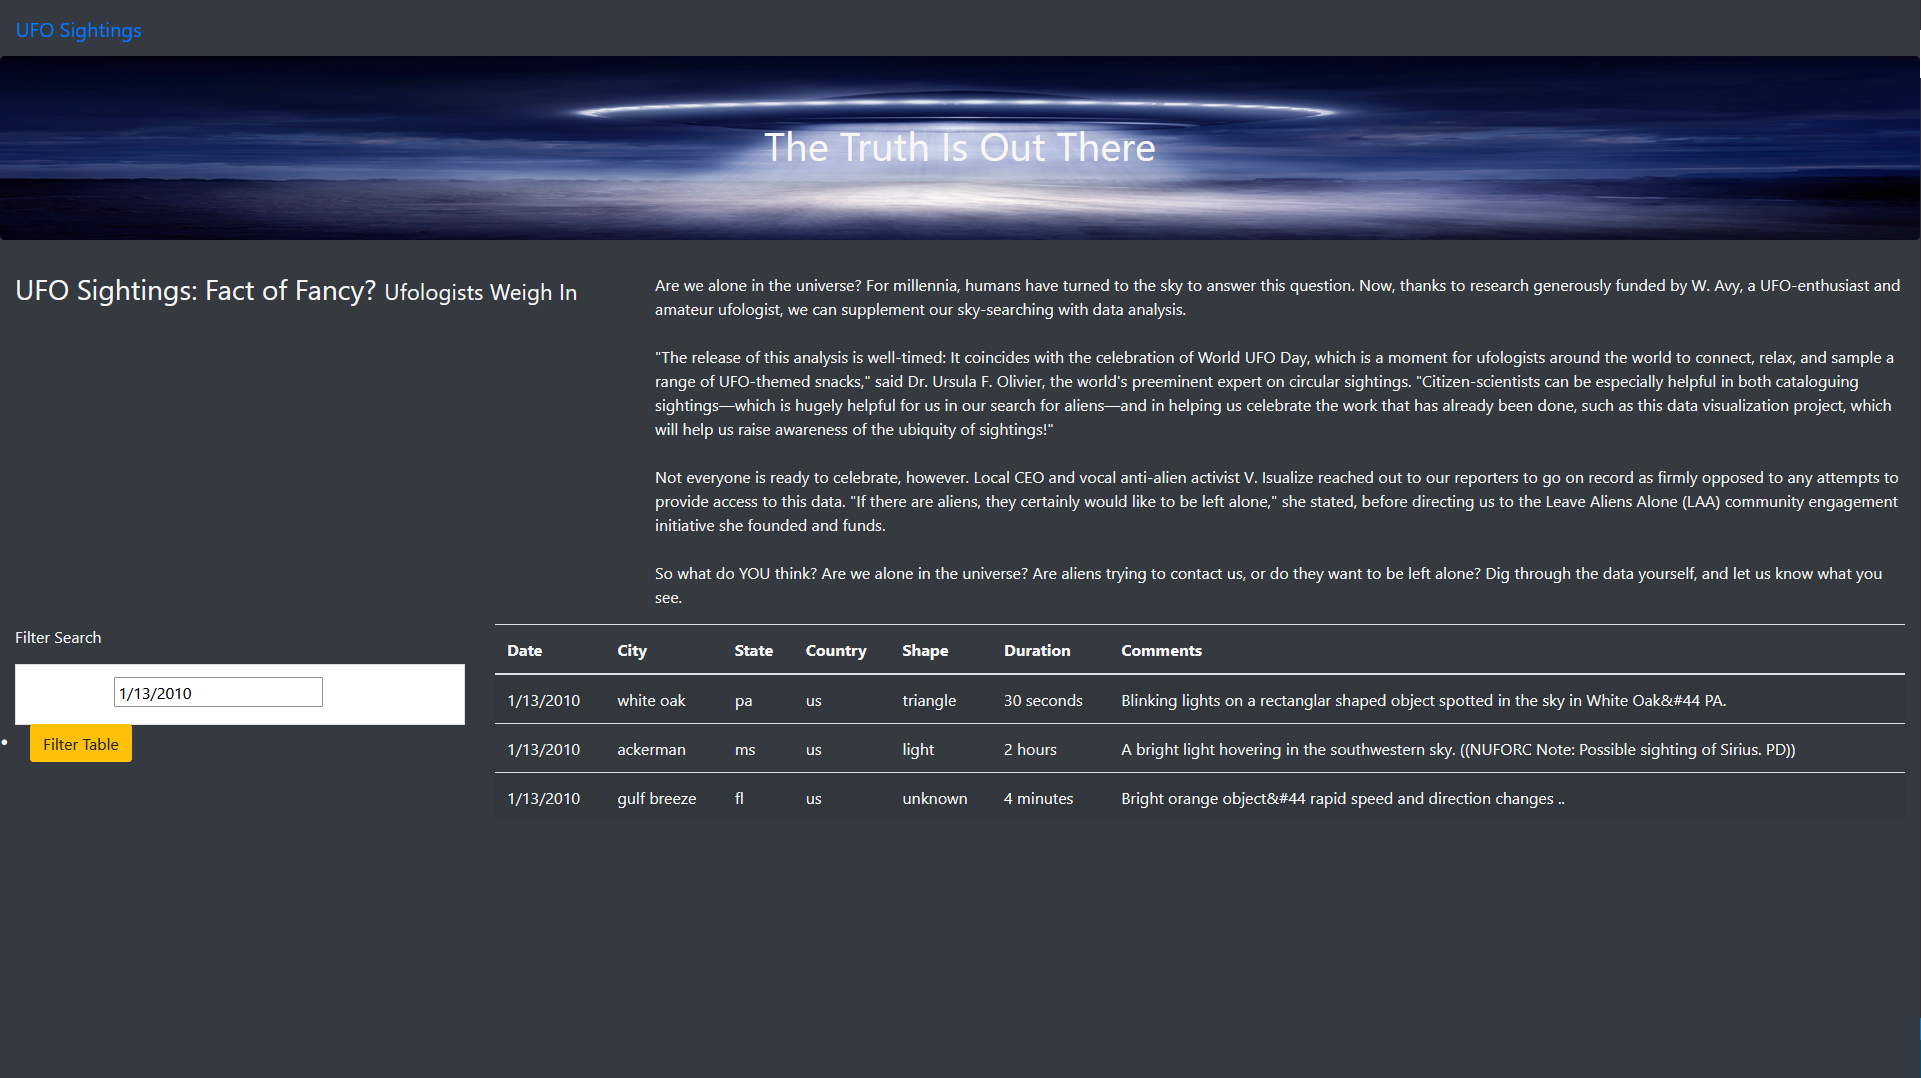 UFO Sightings
The Truth Is Out There
UFO Sightings: Fact of Fancy? Ufologists Weigh In
Are we alone in the universe? For millennia, humans have turned to the sky to answer this question. Now, thanks to research generously funded by W. Avy, a UFO-enthusiast and
amateur ufologist, we can supplement our sky-searching with data analysis.
"The release of this analysis is well-timed: It coincides with the celebration of World UFO Day, which is a moment for ufologists around the world to connect, relax, and sample a
range of UFO-themed snacks," said Dr. Ursula F. Olivier, the world's preeminent expert on circular sightings. "Citizen-scientists can be especially helpful in both cataloguing
sightings—which is hugely helpful for us in our search for aliens—and in helping us celebrate the work that has already been done, such as this data visualization project, which
will help us raise awareness of the ubiquity of sightings!"
Not everyone is ready to celebrate, however. Local CEO and vocal anti-alien activist V. Isualize reached out to our reporters to go on record as firmly opposed to any attempts to
provide access to this data. "If there are aliens, they certainly would like to be left alone," she stated, before directing us to the Leave Aliens Alone (LAA) community engagement
initiative she founded and funds.
So what do YOU think? Are we alone in the universe? Are aliens trying to contact us, or do they want to be left alone? Dig through the data yourself, and let us know what you
see.
Filter Search
1/13/2010
Filter Table
Date City State Country Shape Duration Comments
1/13/2010 white oak pa us triangle 30 seconds Blinking lights on a rectanglar shaped object spotted in the sky in White Oak&#44 PA.
1/13/2010 ackerman ms us light 2 hours A bright light hovering in the southwestern sky. ((NUFORC Note: Possible sighting of Sirius. PD))
1/13/2010 gulf breeze fl us unknown 4 minutes Bright orange object&#44 rapid speed and direction changes ..